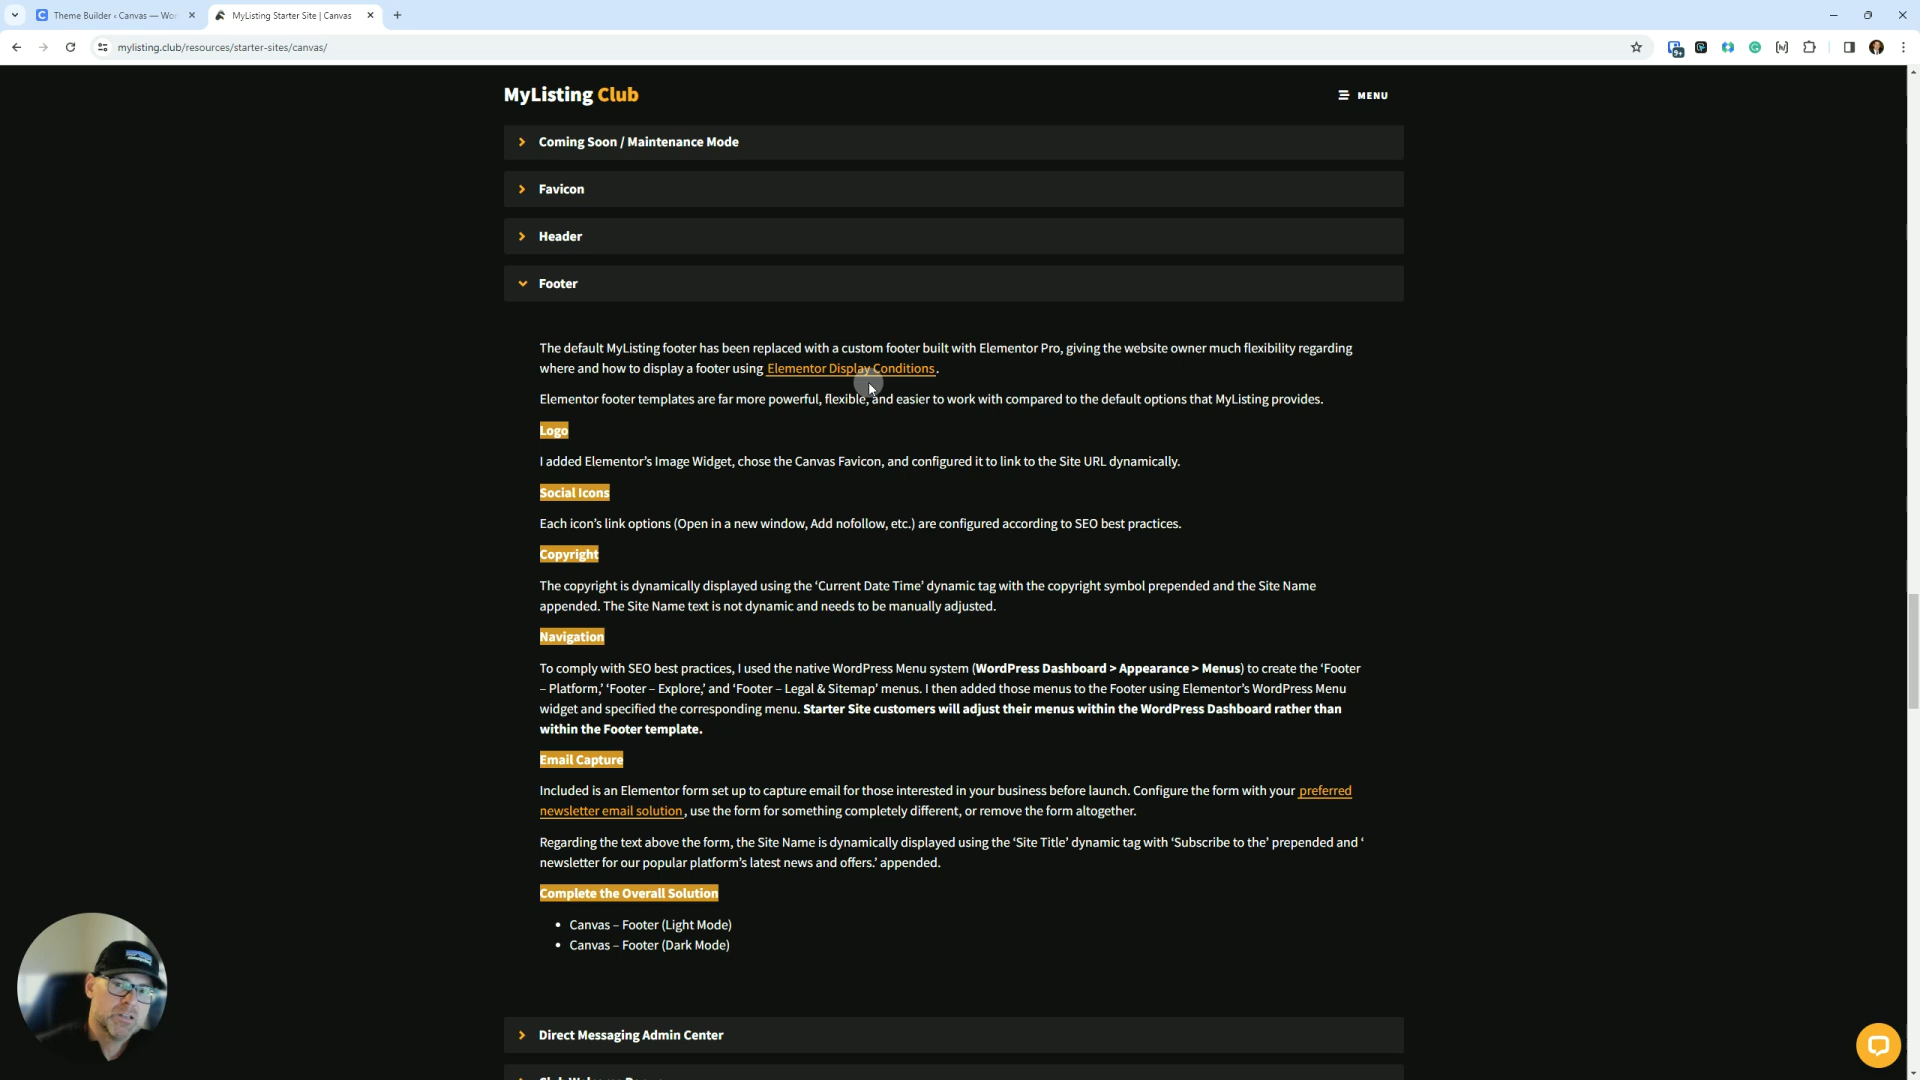 Theme Builder ‹ Canvas — Wor
MyListing Starter Site | Canvas
mylisting.club/resources/starter-sites/canvas/
9+
MyListing Club
MENU
Coming Soon / Maintenance Mode
Favicon
Header
Footer
The default MyListing footer has been replaced with a custom footer built with Elementor Pro, giving the website owner much flexibility regarding
where and how to display a footer using Elementor Display Conditions.
Elementor footer templates are far more powerful, flexible, and easier to work with compared to the default options that MyListing provides.
Logo
I added Elementor’s Image Widget, chose the Canvas Favicon, and configured it to link to the Site URL dynamically.
Social Icons
Each icon’s link options (Open in a new window, Add nofollow, etc.) are configured according to SEO best practices.
Copyright
The copyright is dynamically displayed using the ‘Current Date Time’ dynamic tag with the copyright symbol prepended and the Site Name
appended. The Site Name text is not dynamic and needs to be manually adjusted.
Navigation
To comply with SEO best practices, I used the native WordPress Menu system (WordPress Dashboard > Appearance > Menus) to create the ‘Footer
– Platform,’ ‘Footer – Explore,’ and ‘Footer – Legal & Sitemap’ menus. I then added those menus to the Footer using Elementor’s WordPress Menu
widget and specified the corresponding menu. Starter Site customers will adjust their menus within the WordPress Dashboard rather than
within the Footer template.
Email Capture
Included is an Elementor form set up to capture email for those interested in your business before launch. Configure the form with your preferred
newsletter email solution, use the form for something completely different, or remove the form altogether.
Regarding the text above the form, the Site Name is dynamically displayed using the ‘Site Title’ dynamic tag with ‘Subscribe to the’ prepended and ‘
newsletter for our popular platform’s latest news and offers.’ appended.
Complete the Overall Solution
• Canvas – Footer (Light Mode)
• Canvas – Footer (Dark Mode)
Direct Messaging Admin Center